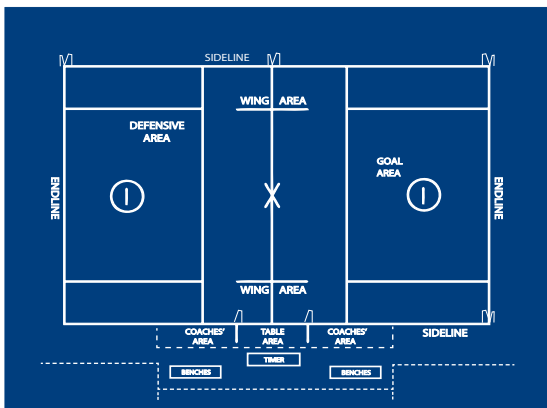 SIDELINE
WING AREA
DEFENSIVE
AREA
GOAL
AREA
ENDLINE
ENDLINE
WING AREA
COACHES'
AREA
TABLE
AREA
COACHES'
AREA
SIDELINE
TIMER
BENCHES
BENCHES